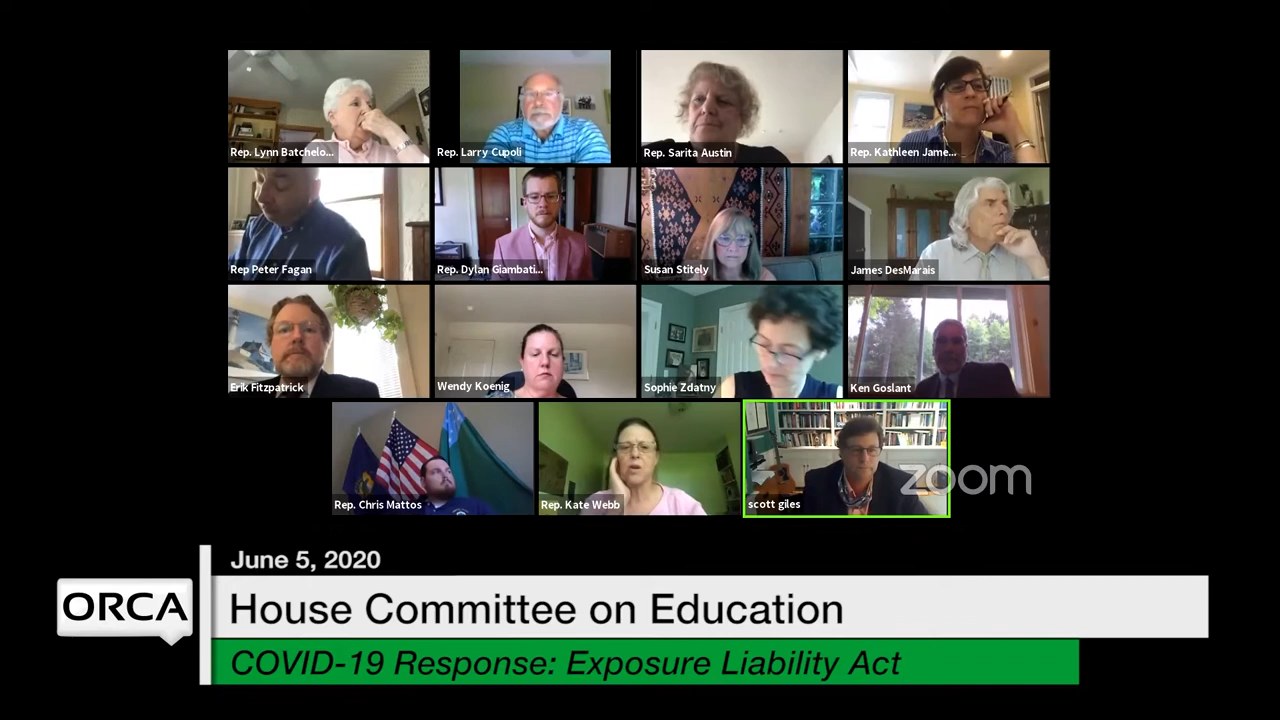 Rep. Lynn Batchelo...
Rep. Larry Cupoli
Rep. Sarita Austin
Rep. Kathleen Jame...
Rep Peter Fagan
Rep. Dylan Giambati...
Susan Stitely
James DesMarais
Erik Fitzpatrick
Wendy Koenig
Sophie Zdatny
Ken Goslant
Rep. Chris Mattos
Rep. Kate Webb
scott giles
zoom
June 5, 2020
ORCA
House Committee on Education
COVID-19 Response: Exposure Liability Act